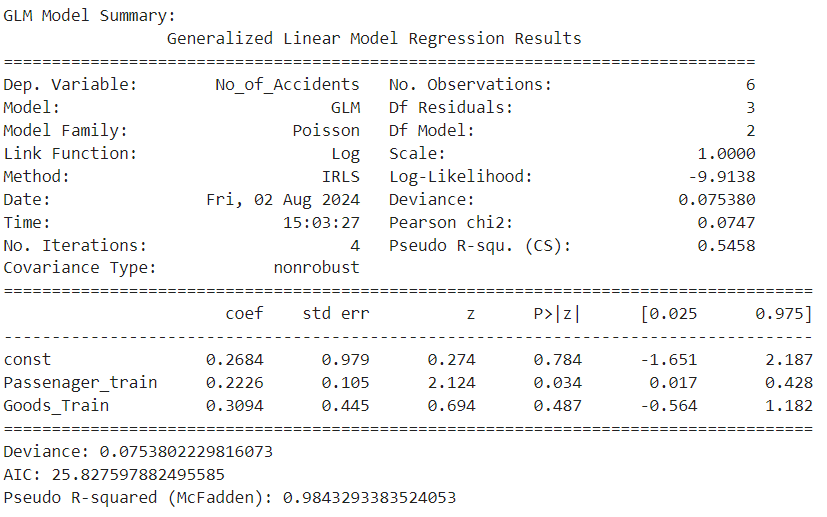 GLM Model Summary:
Generalized Linear Model Regression Results
==============================================================================
Dep. Variable: No_of_Accidents No. Observations: 6
Model: GLM Df Residuals: 3
Model Family: Poisson Df Model: 2
Link Function: Log Scale: 1.0000
Method: IRLS Log-Likelihood: -9.9138
Date: Fri, 02 Aug 2024 Deviance: 0.075380
Time: 15:03:27 Pearson chi2: 0.0747
No. Iterations: 4 Pseudo R-squ. (CS): 0.5458
Covariance Type: nonrobust
====================================================================================
coef std err z P>|z| [0.025 0.975]
------------------------------------------------------------------------------------
const 0.2684 0.979 0.274 0.784 -1.651 2.187
Passenager_train 0.2226 0.105 2.124 0.034 0.017 0.428
Goods_Train 0.3094 0.445 0.694 0.487 -0.564 1.182
====================================================================================
Deviance: 0.0753802229816073
AIC: 25.827597882495585
Pseudo R-squared (McFadden): 0.9843293383524053